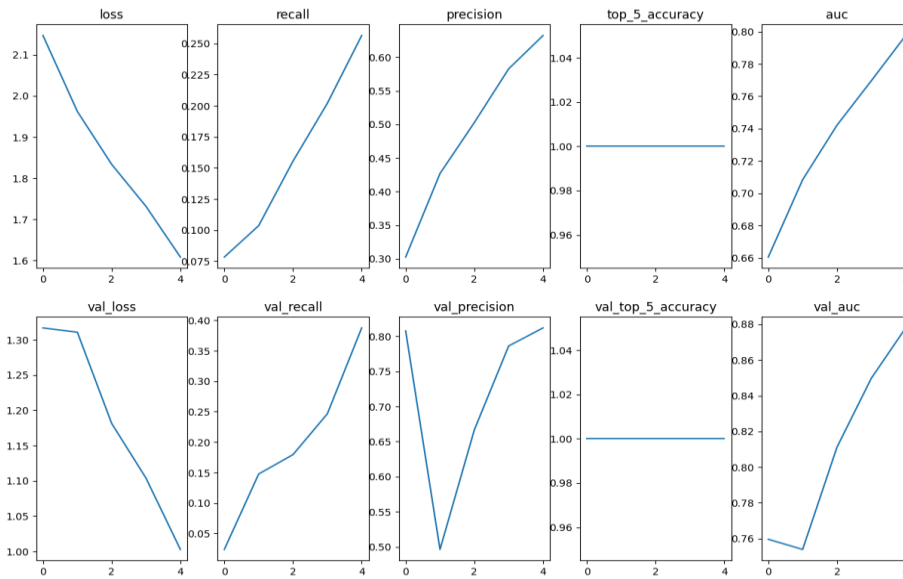 loss recall precision top_5_accuracy auc
2.1 2.0 1.9 1.8 1.7 1.6
0.250 0.225 0.200 0.175 0.150 0.125 0.100 0.075
0.60 0.55 0.50 0.45 0.40 0.35 0.30
1.04 1.02 1.00 0.98 0.96
0.80 0.78 0.76 0.74 0.72 0.70 0.68 0.66
0 2 4 0 2 4 0 2 4 0 2 4 0 2 4
val_loss val_recall val_precision val_top_5_accuracy val_auc
1.30 1.25 1.20 1.15 1.10 1.05 1.00
0.40 0.35 0.30 0.25 0.20 0.15 0.10 0.05
0.80 0.75 0.70 0.65 0.60 0.55 0.50
1.04 1.02 1.00 0.98 0.96
0.88 0.86 0.84 0.82 0.80 0.78 0.76
0 2 4 0 2 4 0 2 4 0 2 4 0 2 4